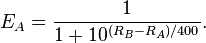 E_A = \frac{1}{1 + 10^{(R_B - R_A)/400}}.